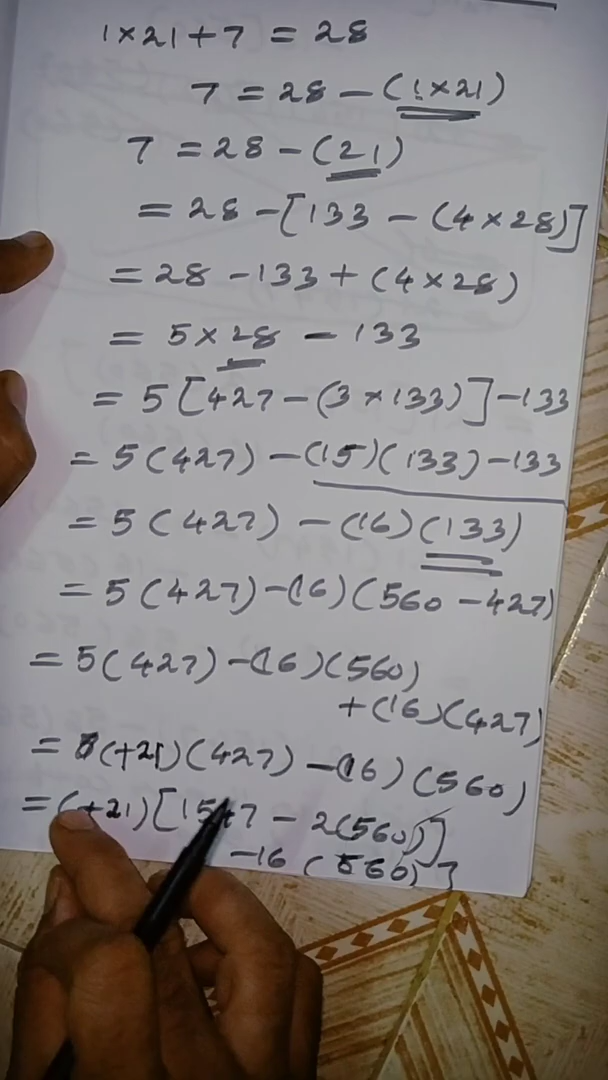 1×21+7 = 28
7 = 28 – (1×21)
7 = 28 – (21)
= 28 – [133 – (4×28)]
= 28 – 133 + (4×28)
= 5×28 – 133
= 5[427 – (3×133)] – 133
= 5(427) – (15)(133) – 133
= 5(427) – (16)(133)
= 5(427) – (16)(560 – 427)
= 5(427) – (16)(560)
+ (16)(427)
= (+21)(427) – (16)(560)
= (+21)[1547 – 2(560)]
– 16(560)]